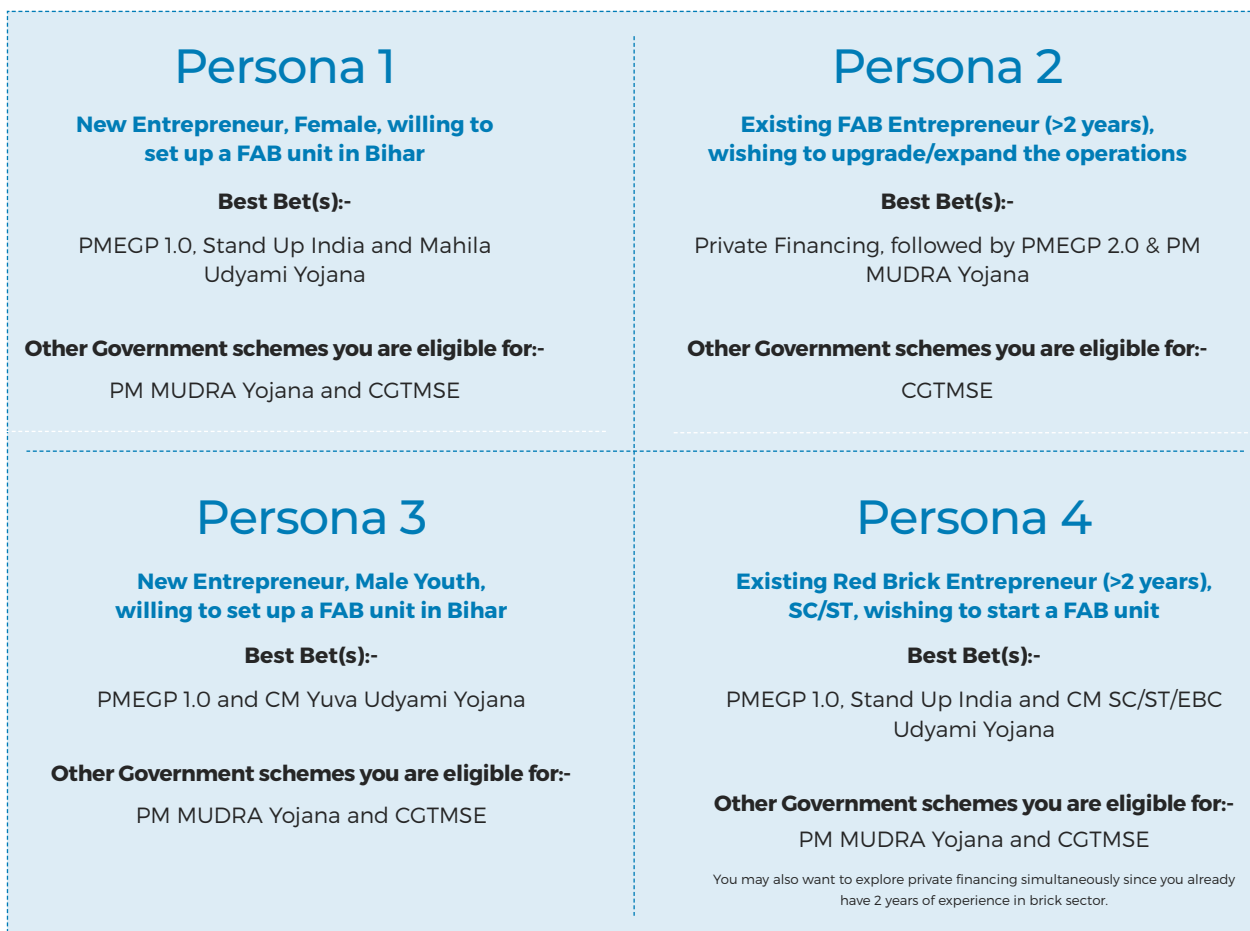 Persona 1
New Entrepreneur, Female, willing to
set up a FAB unit in Bihar
Best Bet(s):-
PMEGP 1.0, Stand Up India and Mahila
Udyami Yojana
Other Government schemes you are eligible for:-
PM MUDRA Yojana and CGTMSE
Persona 2
Existing FAB Entrepreneur (>2 years),
wishing to upgrade/expand the operations
Best Bet(s):-
Private Financing, followed by PMEGP 2.0 & PM
MUDRA Yojana
Other Government schemes you are eligible for:-
CGTMSE
Persona 3
New Entrepreneur, Male Youth,
willing to set up a FAB unit in Bihar
Best Bet(s):-
PMEGP 1.0 and CM Yuva Udyami Yojana
Other Government schemes you are eligible for:-
PM MUDRA Yojana and CGTMSE
Persona 4
Existing Red Brick Entrepreneur (>2 years),
SC/ST, wishing to start a FAB unit
Best Bet(s):-
PMEGP 1.0, Stand Up India and CM SC/ST/EBC
Udyami Yojana
Other Government schemes you are eligible for:-
PM MUDRA Yojana and CGTMSE
You may also want to explore private financing simultaneously since you already
have 2 years of experience in brick sector.